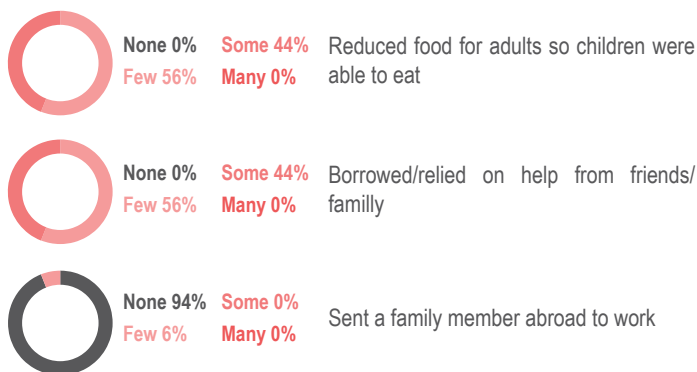 None 0% Some 44% Reduced food for adults so children were
Few 56% Many 0% able to eat
None 0% Some 44% Borrowed/relied on help from friends/
Few 56% Many 0% familly
None 94% Some 0%
Few 6% Many 0%
Sent a family member abroad to work